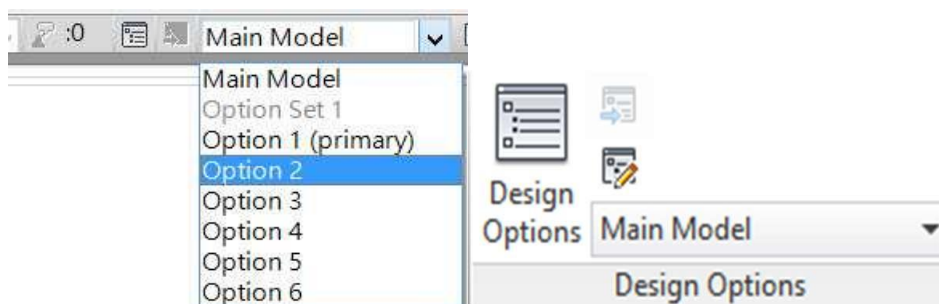 :0
Main Model
Main Model
Option Set 1
Option 1 (primary)
Option 2
Option 3
Option 4
Option 5
Option 6
Design
Options
Main Model
Design Options